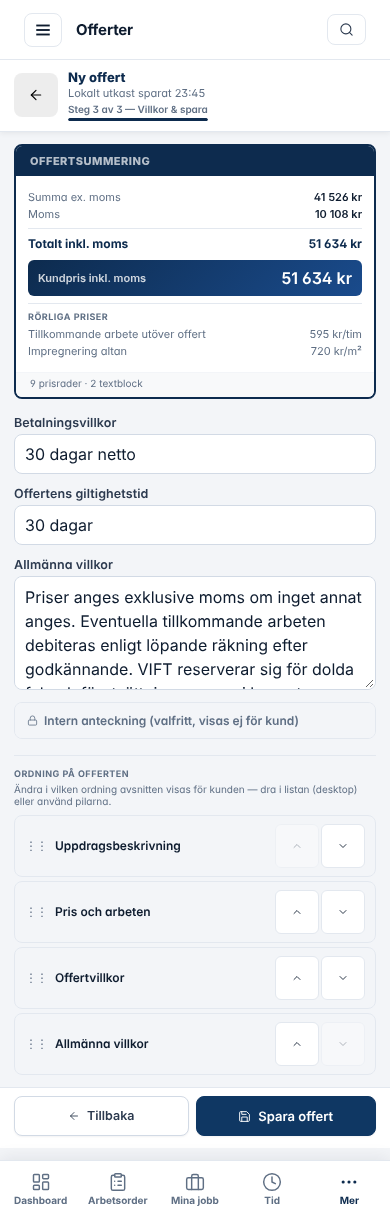 Offerter
Ny offert
Lokalt utkast sparat 23:45
Steg 3 av 3 — Villkor & spara
OFFERTSUMMERING
Summa ex. moms 41 526 kr
Moms 10 108 kr
Totalt inkl. moms 51 634 kr
Kundpris inkl. moms 51 634 kr
RÖRLIGA PRISER
Tillkommande arbete utöver offert 595 kr/tim
Impregnering altan 720 kr/m²
9 prisrader · 2 textblock
Betalningsvillkor
30 dagar netto
Offertens giltighetstid
30 dagar
Allmänna villkor
Priser anges exklusive moms om inget annat
anges. Eventuella tillkommande arbeten
debiteras enligt löpande räkning efter
godkännande. VIFT reserverar sig för dolda
Intern anteckning (valfritt, visas ej för kund)
ORDNING PÅ OFFERTEN
Ändra i vilken ordning avsnitten visas för kunden — dra i listan (desktop)
eller använd pilarna.
Uppdragsbeskrivning
Pris och arbeten
Offertvillkor
Allmänna villkor
Tillbaka
Spara offert
Dashboard
Arbetsorder
Mina jobb
Tid
Mer